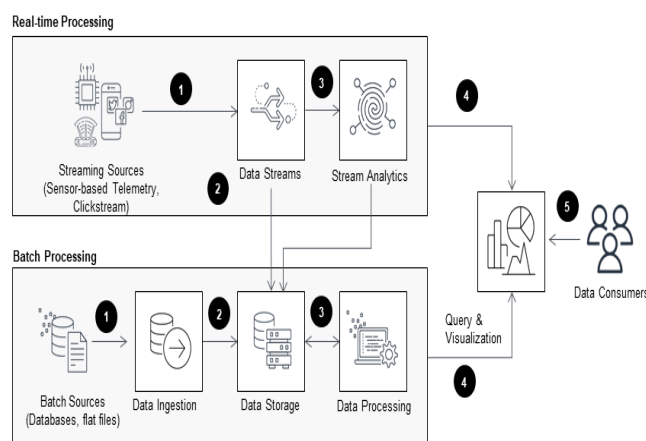 Real-time Processing
1
3
4
Streaming Sources
(Sensor-based Telemetry,
Clickstream)
Data Streams
Stream Analytics
2
5
Data Consumers
Batch Processing
1
2
3
Query &
Visualization
4
Batch Sources
(Databases, flat files)
Data Ingestion
Data Storage
Data Processing